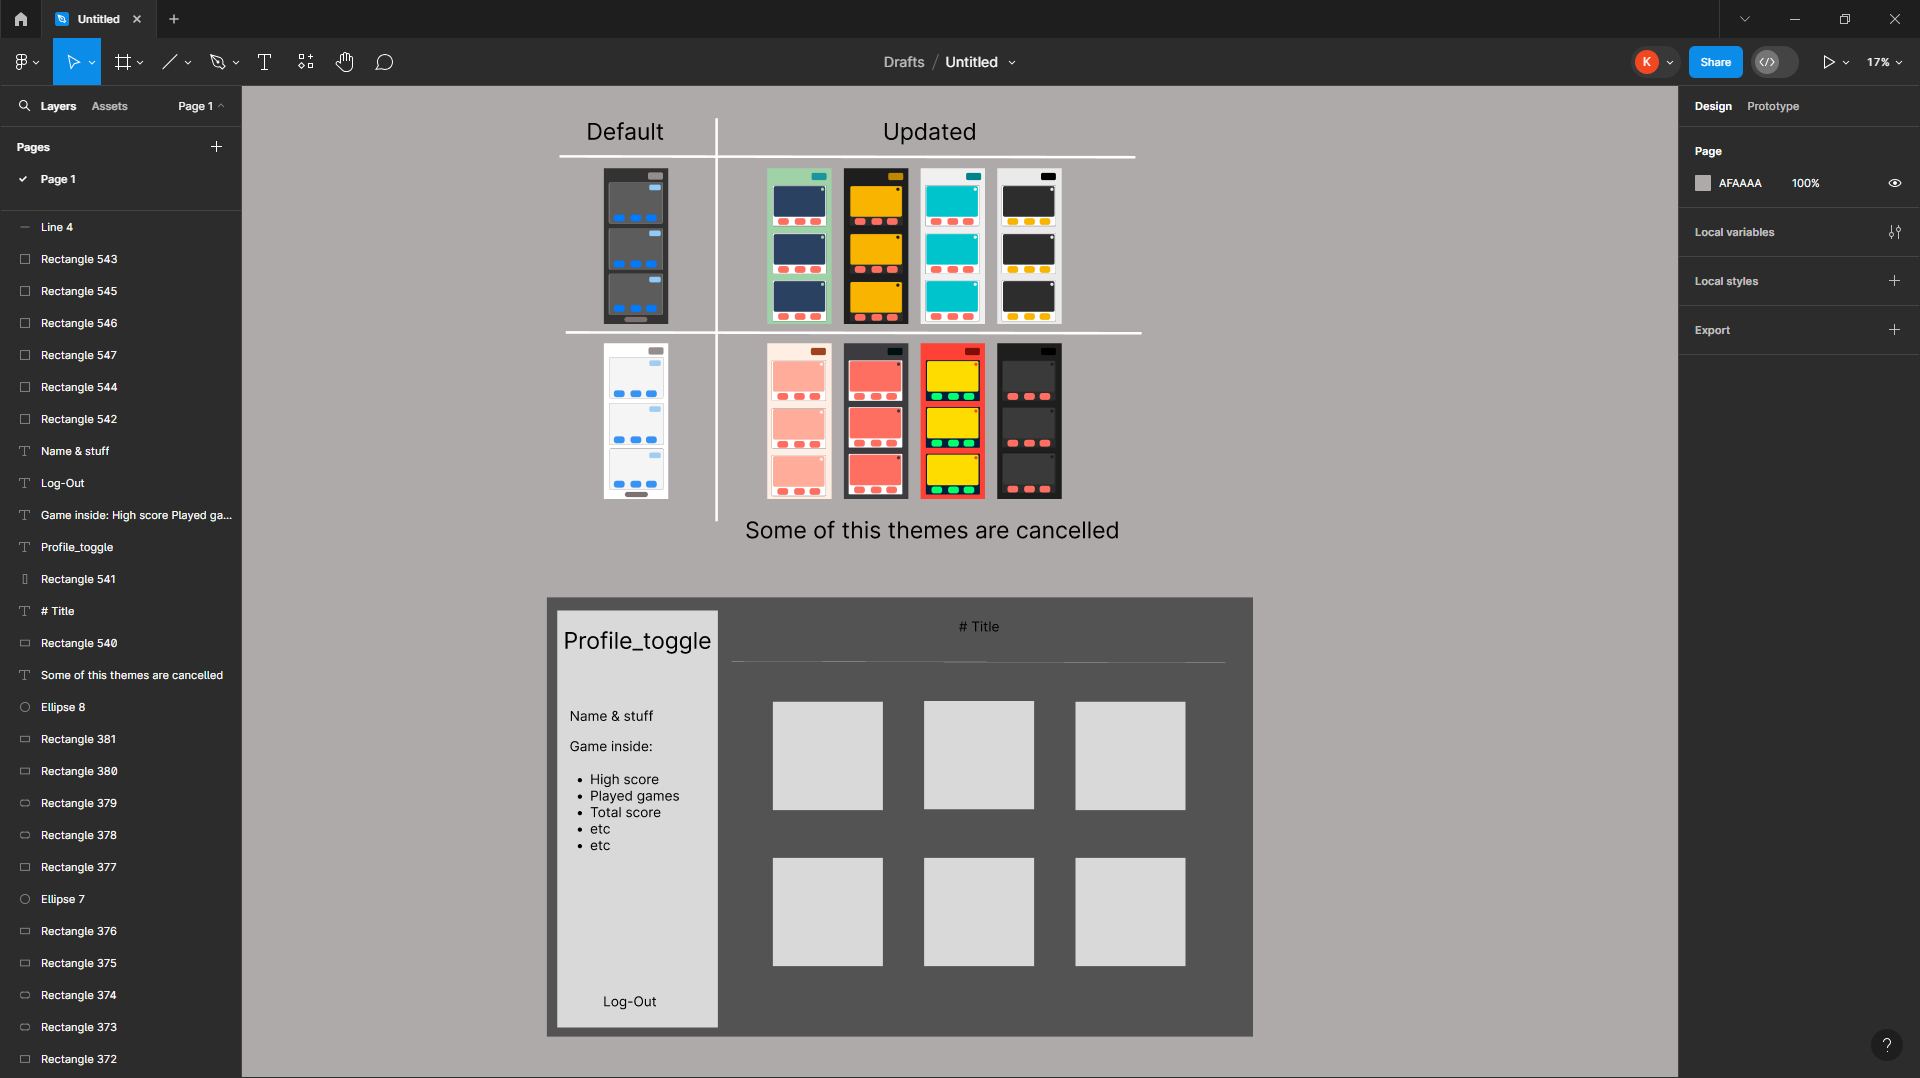 Untitled
Drafts / Untitled
K
Share
17%
Layers
Assets
Page 1
Pages
Page 1
Line 4
Rectangle 543
Rectangle 545
Rectangle 546
Rectangle 547
Rectangle 544
Rectangle 542
Name & stuff
Log-Out
Game inside: High score Played ga...
Profile_toggle
Rectangle 541
# Title
Rectangle 540
Some of this themes are cancelled
Ellipse 8
Rectangle 381
Rectangle 380
Rectangle 379
Rectangle 378
Rectangle 377
Ellipse 7
Rectangle 376
Rectangle 375
Rectangle 374
Rectangle 373
Rectangle 372
Default
Updated
Some of this themes are cancelled
Profile_toggle
# Title
Name & stuff
Game inside:
• High score
• Played games
• Total score
• etc
• etc
Log-Out
Design
Prototype
Page
AFAAAA
100%
Local variables
Local styles
Export
?